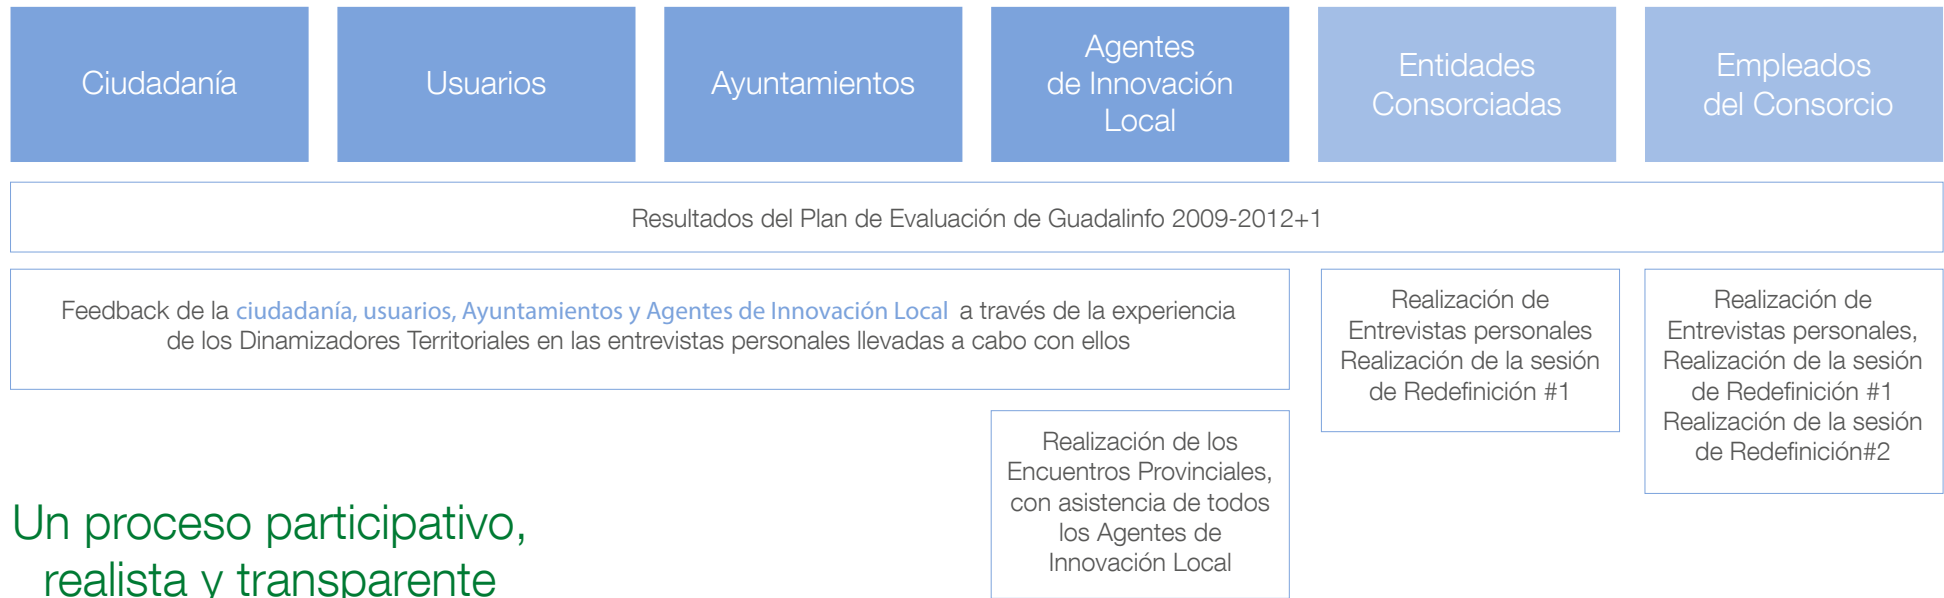 Ciudadanía
Usuarios
Ayuntamientos
Agentes
de Innovación
Local
Entidades
Consorciadas
Empleados
del Consorcio
Resultados del Plan de Evaluación de Guadalinfo 2009-2012+1
Feedback de la ciudadanía, usuarios, Ayuntamientos y Agentes de Innovación Local a través de la experiencia
de los Dinamizadores Territoriales en las entrevistas personales llevadas a cabo con ellos
Realización de
Entrevistas personales
Realización de la sesión
de Redefinición #1
Realización de
Entrevistas personales,
Realización de la sesión
de Redefinición #1
Realización de la sesión
de Redefinición#2
Realización de los
Encuentros Provinciales,
con asistencia de todos
los Agentes de
Innovación Local
Un proceso participativo,
realista y transparente